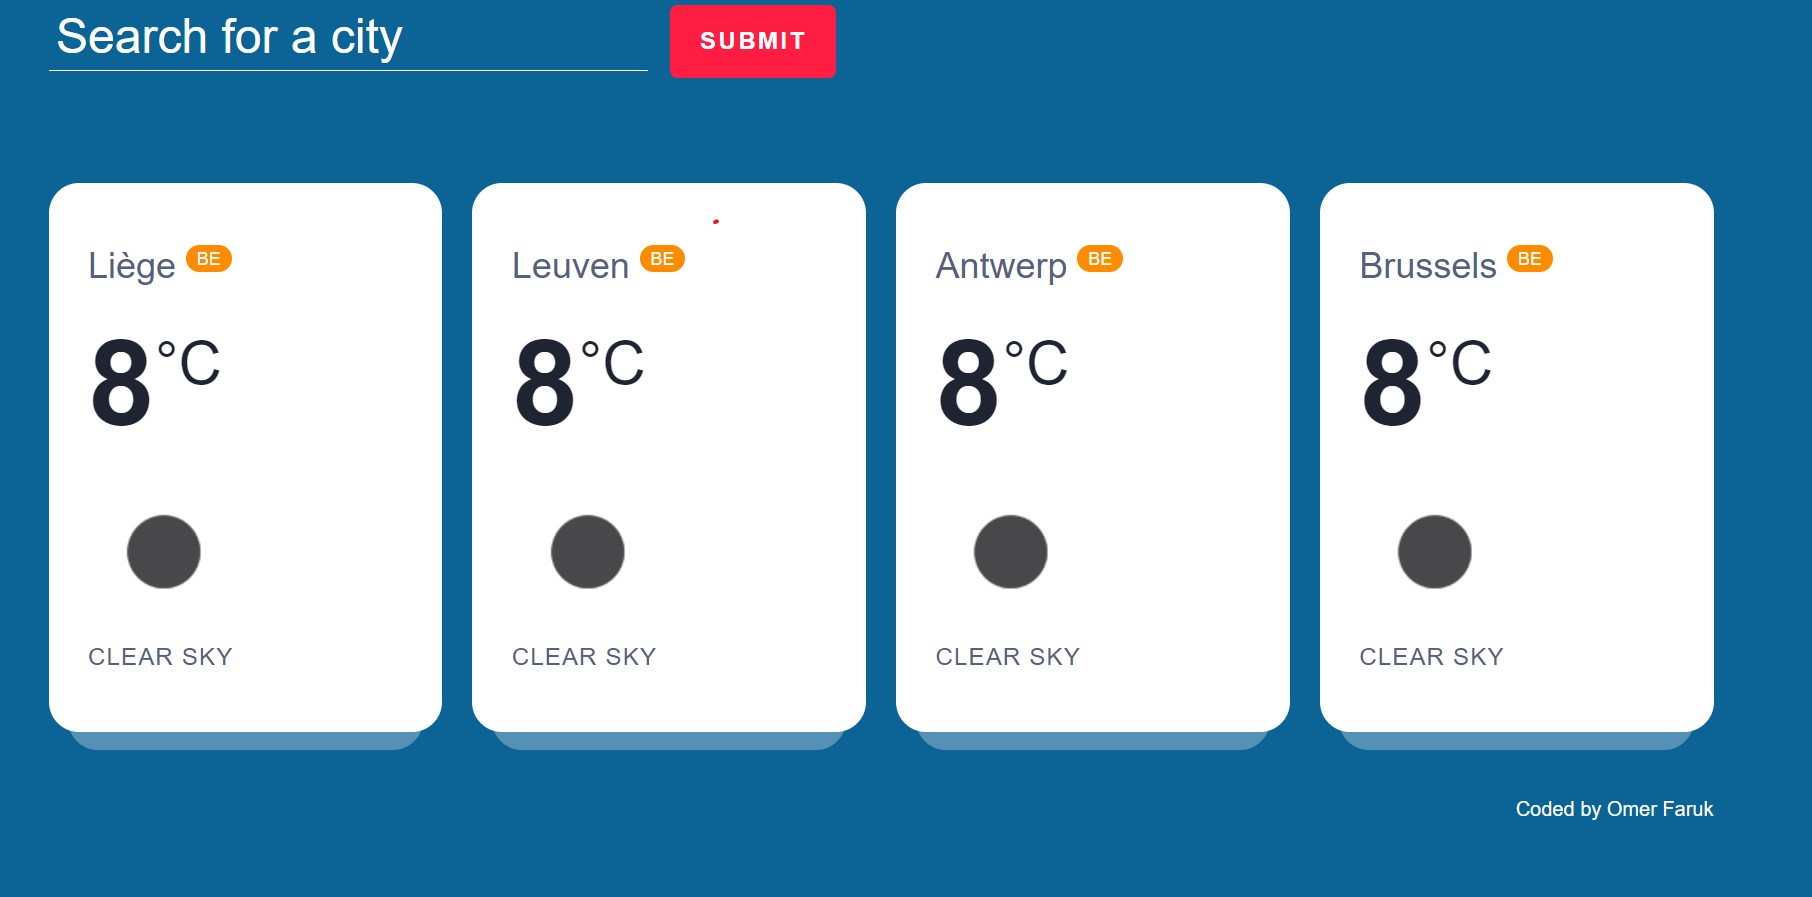 Search for a city
SUBMIT
Liège BE
8°C
CLEAR SKY
Leuven BE
8°C
CLEAR SKY
Antwerp BE
8°C
CLEAR SKY
Brussels BE
8°C
CLEAR SKY
Coded by Omer Faruk